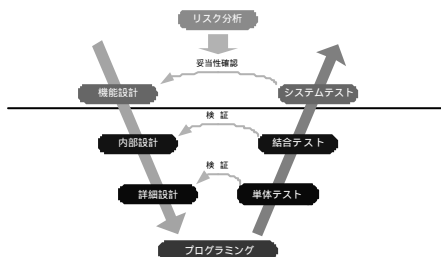 リスク分析
妥当性確認
機能設計
システムテスト
検 証
内部設計
結合テスト
検 証
詳細設計
単体テスト
プログラミング